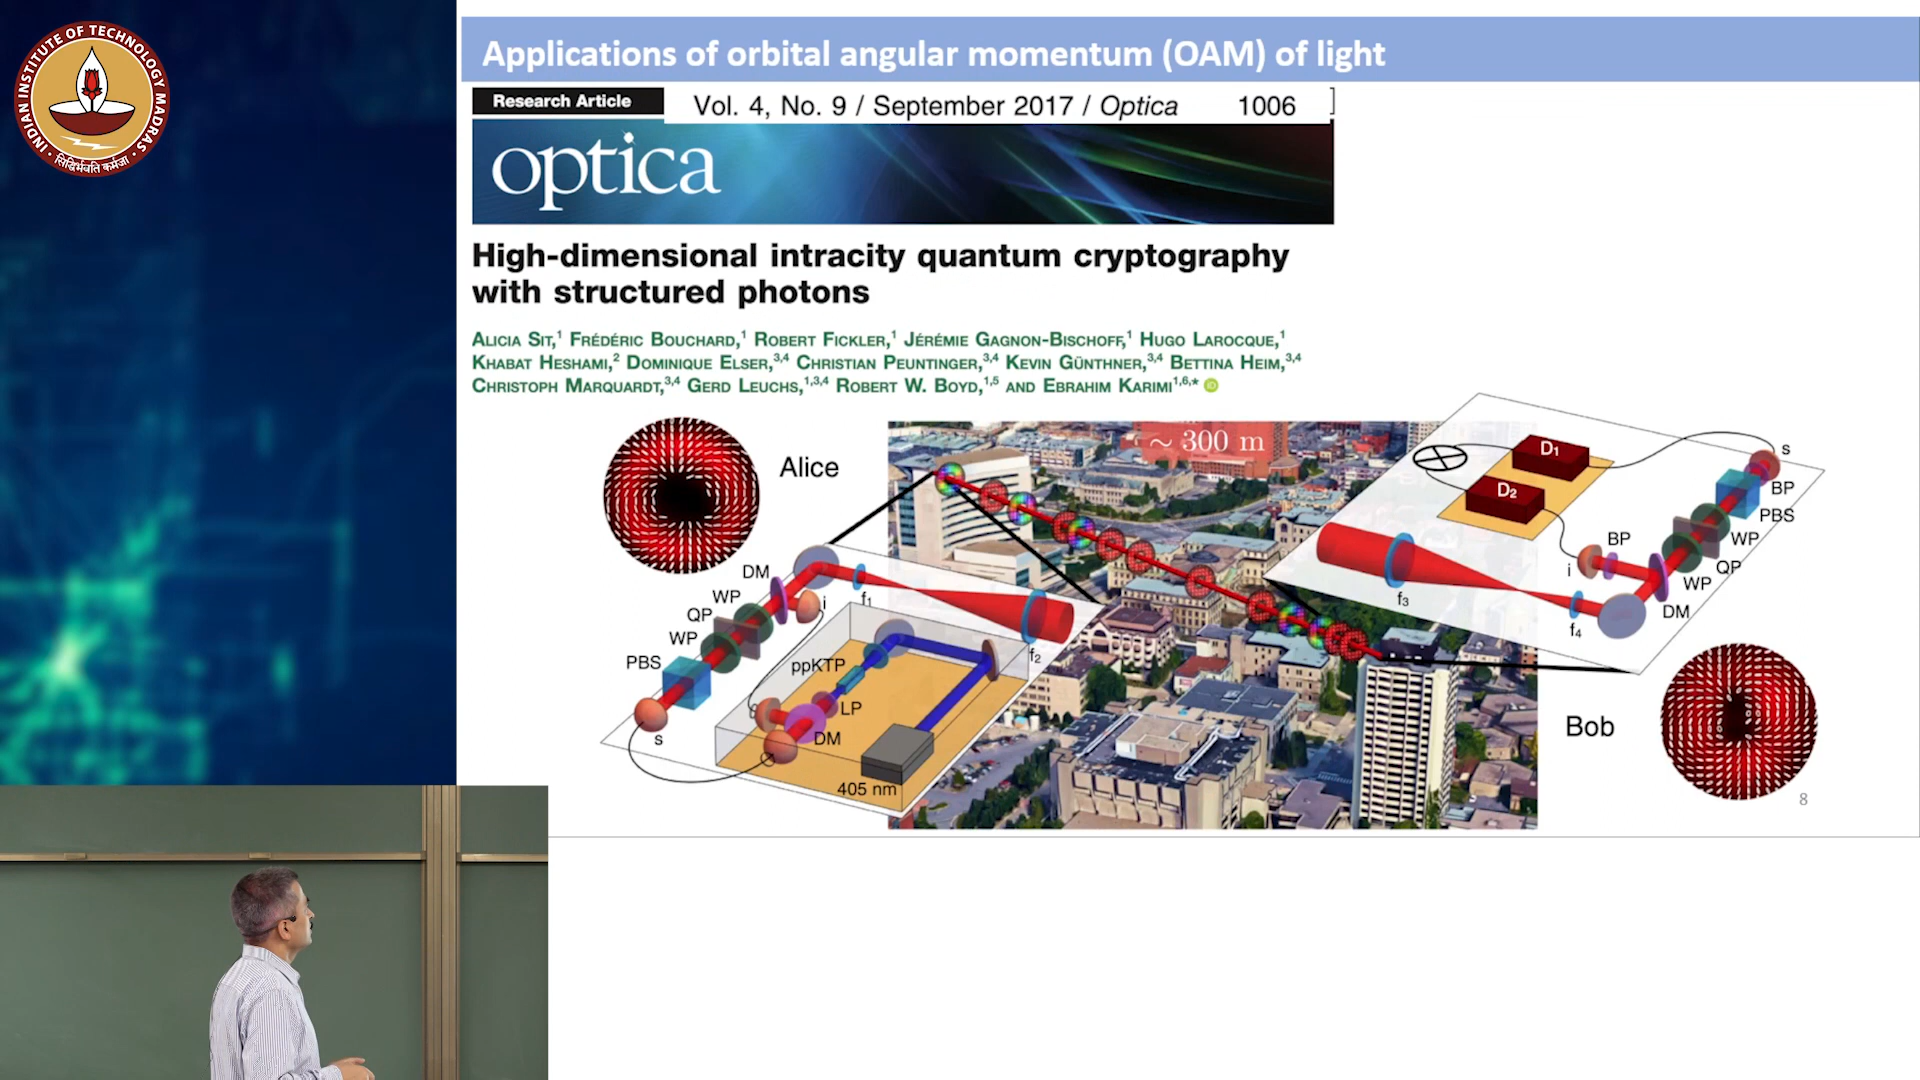 INDIAN INSTITUTE OF TECHNOLOGY MADRAS
सिद्धिर्भवति कर्मजा
Applications of orbital angular momentum (OAM) of light
Research Article
Vol. 4, No. 9 / September 2017 / Optica 1006
optica
High-dimensional intracity quantum cryptography
with structured photons
ALICIA SIT,¹ FRÉDÉRIC BOUCHARD,¹ ROBERT FICKLER,¹ JÉRÉMIE GAGNON-BISCHOFF,¹ HUGO LAROCQUE,¹
KHABAT HESHAMI,² DOMINIQUE ELSER,³,⁴ CHRISTIAN PEUNTINGER,³,⁴ KEVIN GÜNTHNER,³,⁴ BETTINA HEIM,³,⁴
CHRISTOPH MARQUARDT,³,⁴ GERD LEUCHS,¹,³,⁴ ROBERT W. BOYD,¹,⁵ AND EBRAHIM KARIMI¹,⁶,*
Alice
~ 300 m
DM
WP
QP
WP
PBS
s
i
f₁
f₂
ppKTP
LP
DM
405 nm
D₁
D₂
s
BP
PBS
WP
QP
WP
DM
BP
i
f₃
f₄
Bob
8